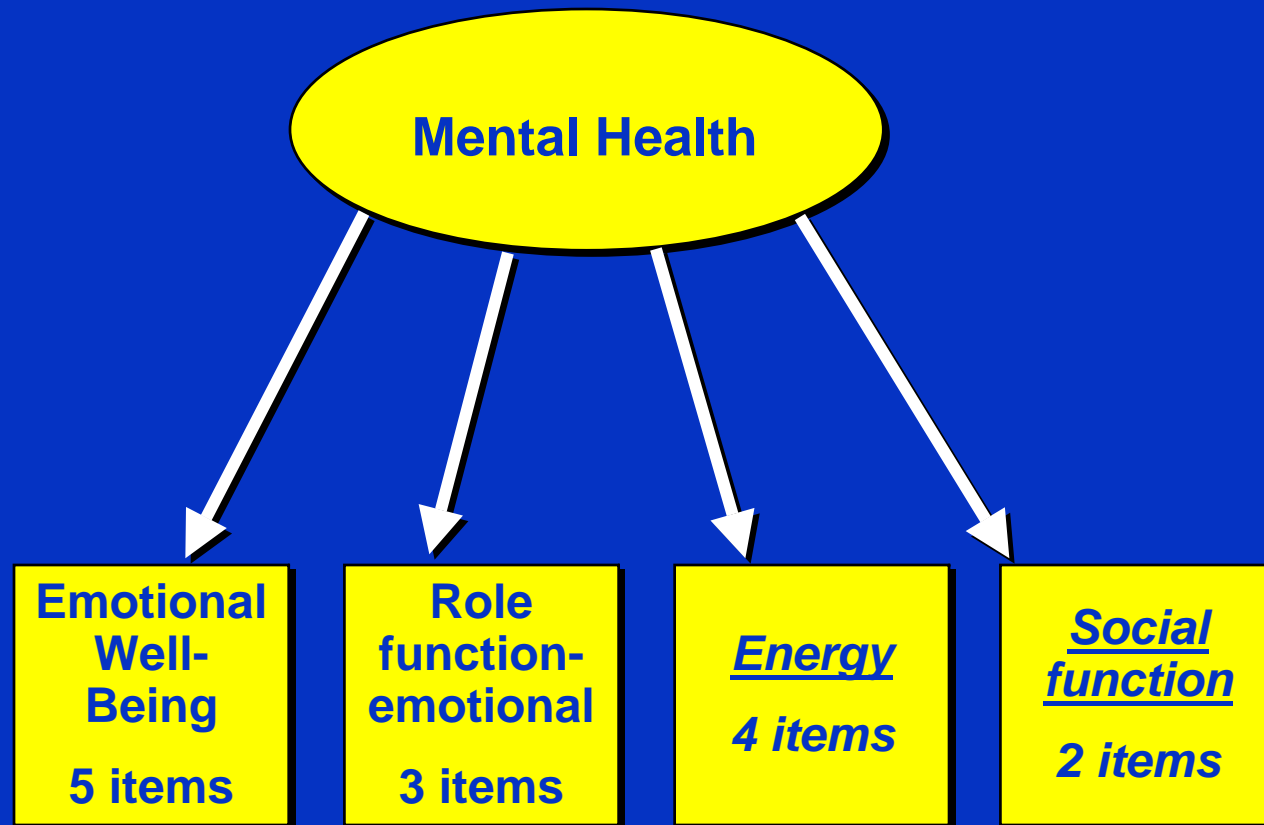 Mental Health
Emotional
Well-
Being
5 items
Role
function-
emotional
3 items
Energy
4 items
Social
function
2 items